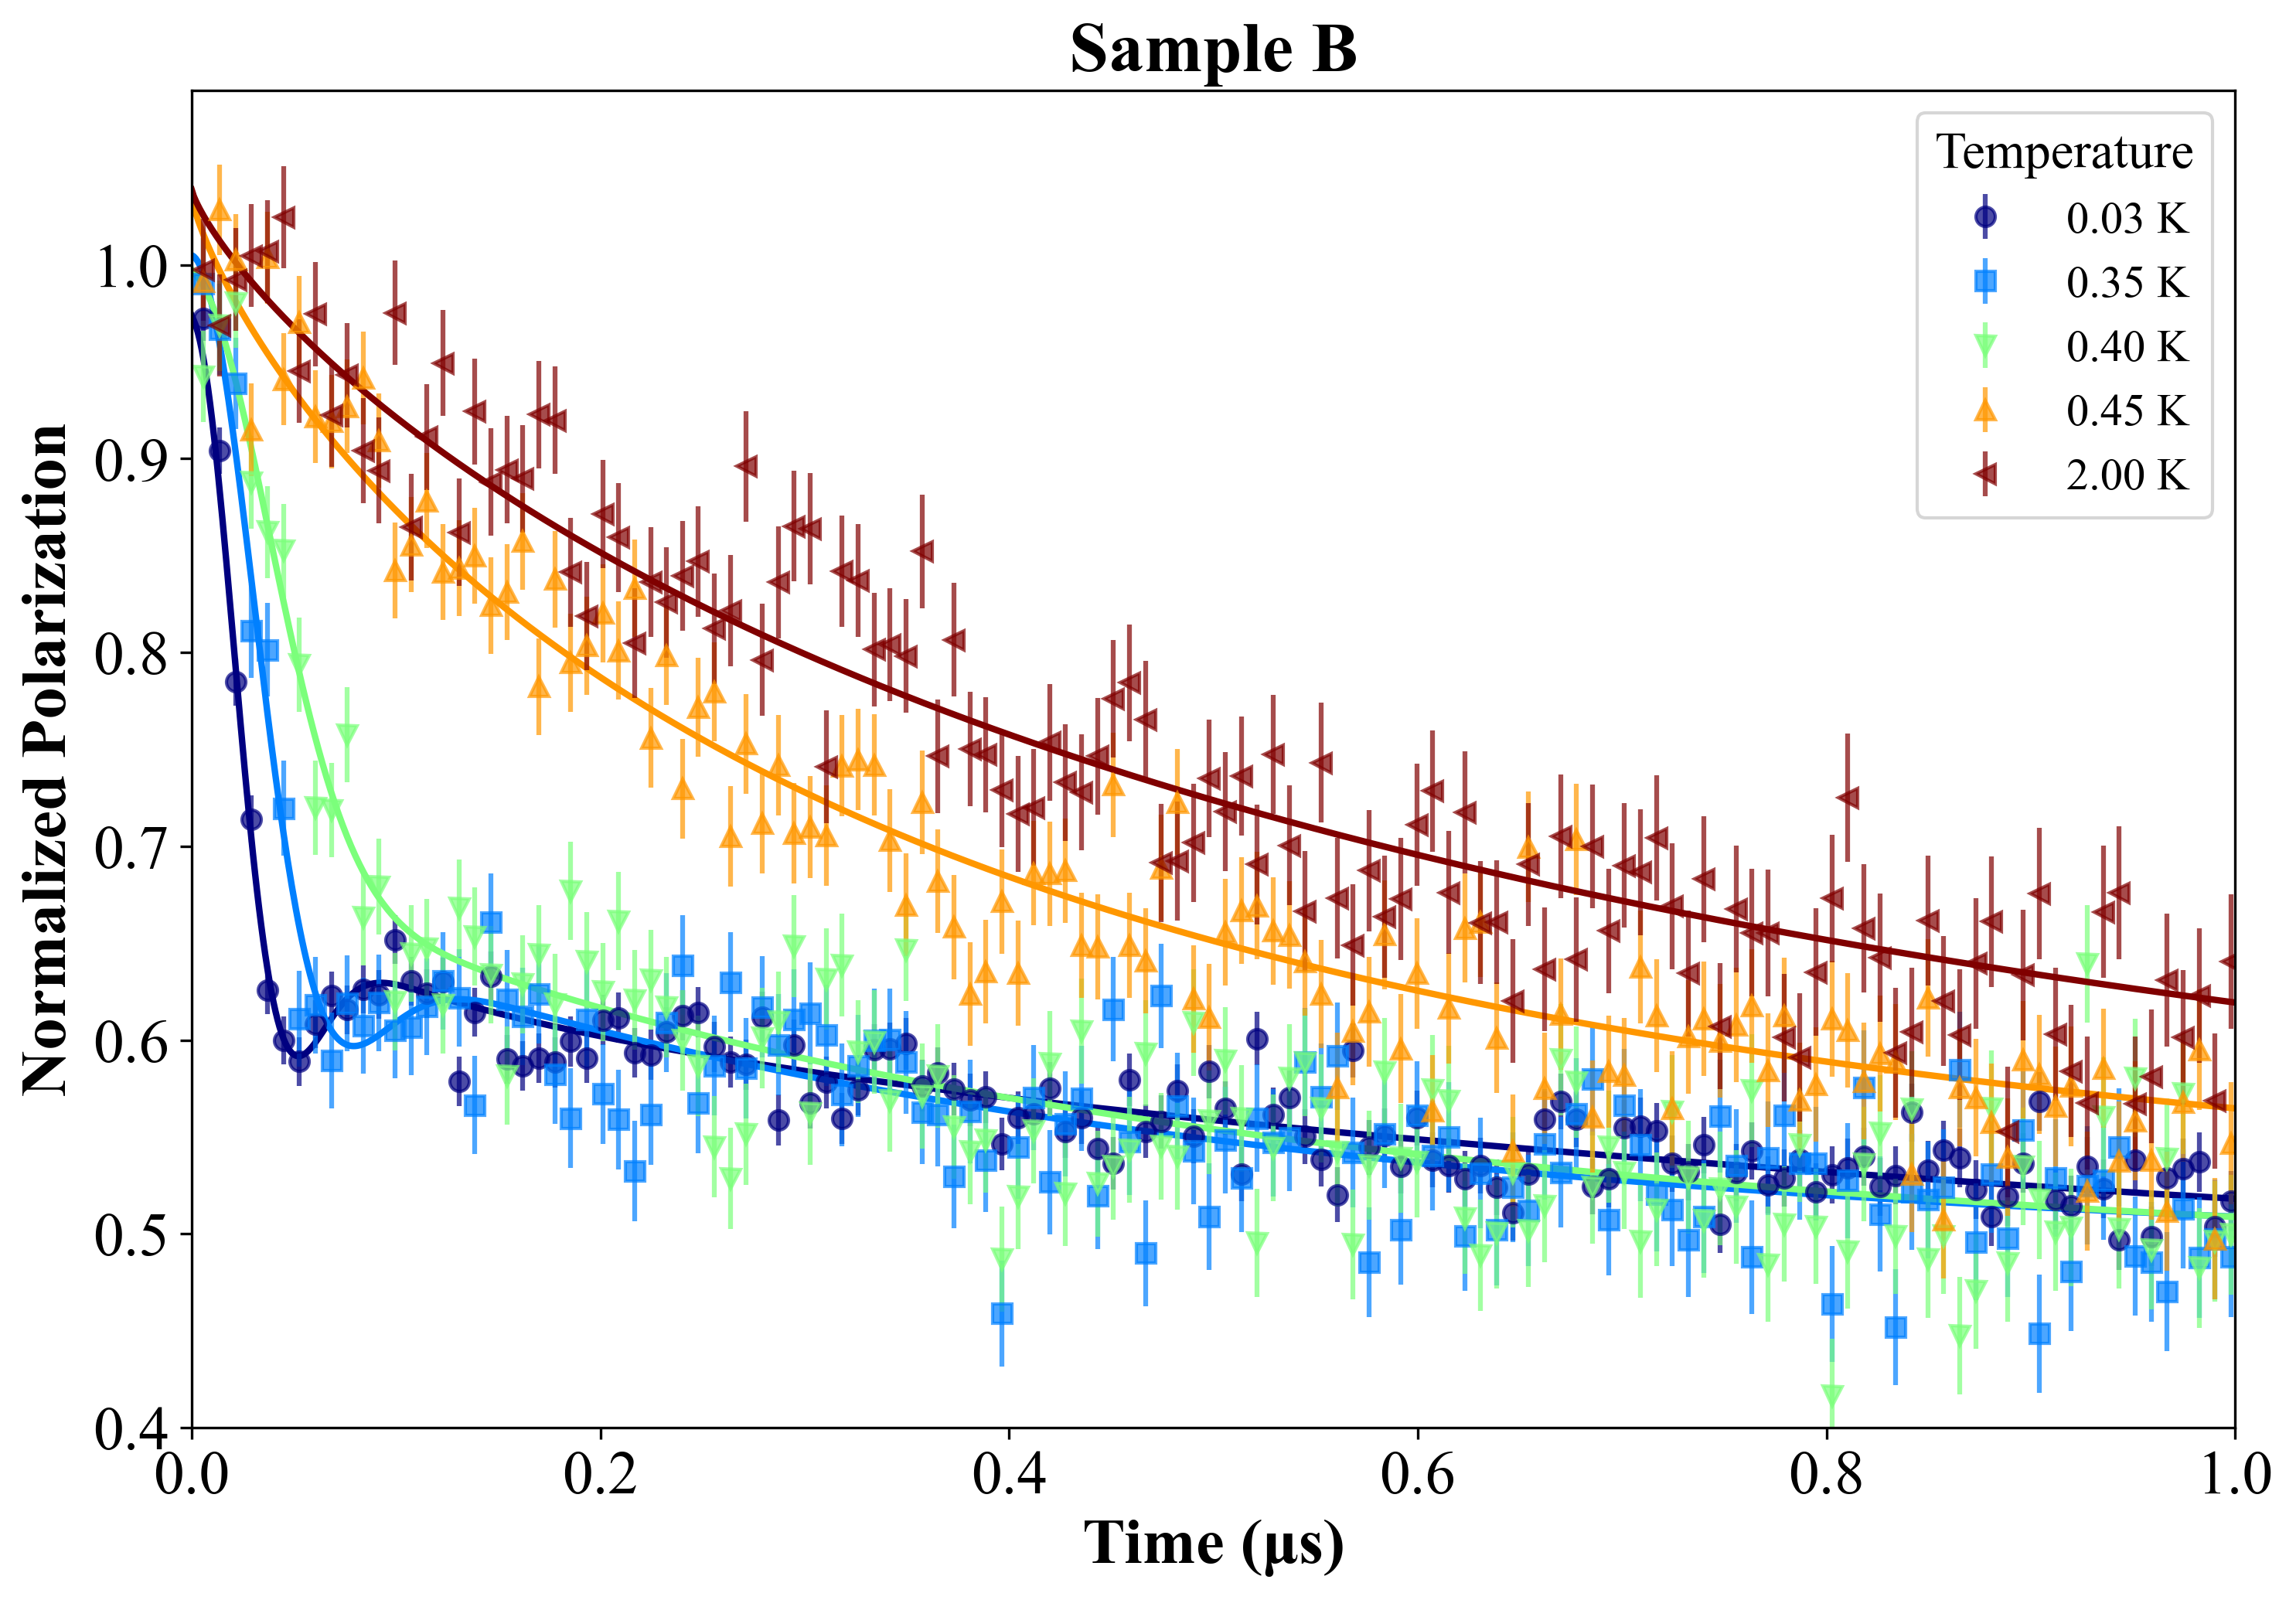 Sample B
Normalized Polarization
1.0
0.9
0.8
0.7
0.6
0.5
0.4
Temperature
0.03 K
0.35 K
0.40 K
0.45 K
2.00 K
0.0 0.2 0.4 0.6 0.8 1.0
Time (μs)